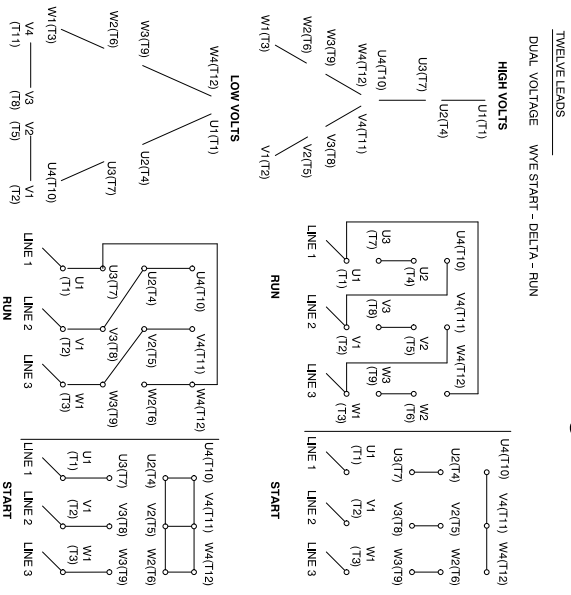 TWELVE LEADS
DUAL VOLTAGE WYE START – DELTA – RUN
HIGH VOLTS
U1(T1)
U2(T4)
U3(T7)
U4(T10)
W4(T12) V4(T11)
W3(T9) V3(T8)
W2(T6) V2(T5)
W1(T3) V1(T2)
U4(T10) V4(T11) W4(T12)
U2 V2 W2
(T4) (T5) (T6)
U3 V3 W3
(T7) (T8) (T9)
U1 V1 W1
(T1) (T2) (T3)
LINE 1 LINE 2 LINE 3
RUN
U4(T10) V4(T11) W4(T12)
U2(T4) V2(T5) W2(T6)
U3(T7) V3(T8) W3(T9)
U1 V1 W1
(T1) (T2) (T3)
LINE 1 LINE 2 LINE 3
START
LOW VOLTS
W4(T12) U1(T1)
W3(T9) U2(T4)
W2(T6) U3(T7)
W1(T3) U4(T10)
V4 V3 V2 V1
(T11) (T8) (T5) (T2)
U4(T10) V4(T11) W4(T12)
U2(T4) V2(T5) W2(T6)
U3(T7) V3(T8) W3(T9)
U1 V1 W1
(T1) (T2) (T3)
LINE 1 LINE 2 LINE 3
RUN
U4(T10) V4(T11) W4(T12)
U2(T4) V2(T5) W2(T6)
U3(T7) V3(T8) W3(T9)
U1 V1 W1
(T1) (T2) (T3)
LINE 1 LINE 2 LINE 3
START